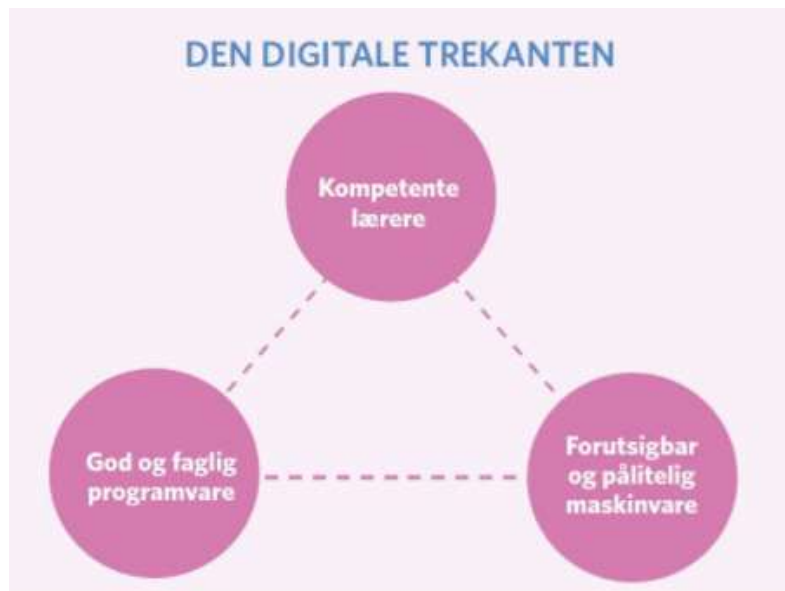 DEN DIGITALE TREKANTEN
Kompetente
lærere
God og faglig
programvare
Forutsigbar
og pålitelig
maskinvare